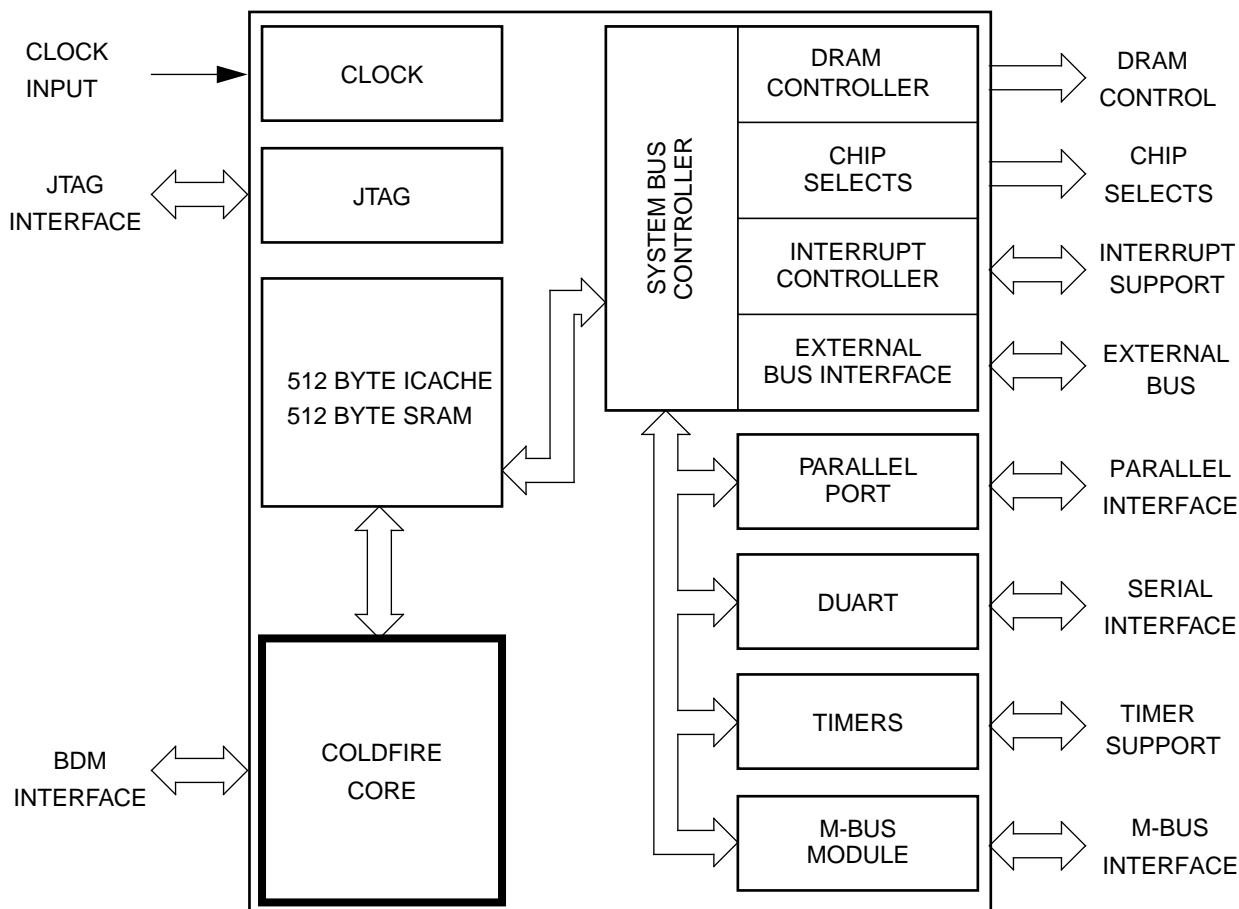 CLOCK
INPUT
CLOCK
JTAG
INTERFACE
JTAG
512 BYTE ICACHE
512 BYTE SRAM
BDM
INTERFACE
COLDFIRE
CORE
SYSTEM BUS
CONTROLLER
DRAM
CONTROLLER
DRAM
CONTROL
CHIP
SELECTS
CHIP
SELECTS
INTERRUPT
CONTROLLER
INTERRUPT
SUPPORT
EXTERNAL
BUS INTERFACE
EXTERNAL
BUS
PARALLEL
PORT
PARALLEL
INTERFACE
DUART
SERIAL
INTERFACE
TIMERS
TIMER
SUPPORT
M-BUS
MODULE
M-BUS
INTERFACE